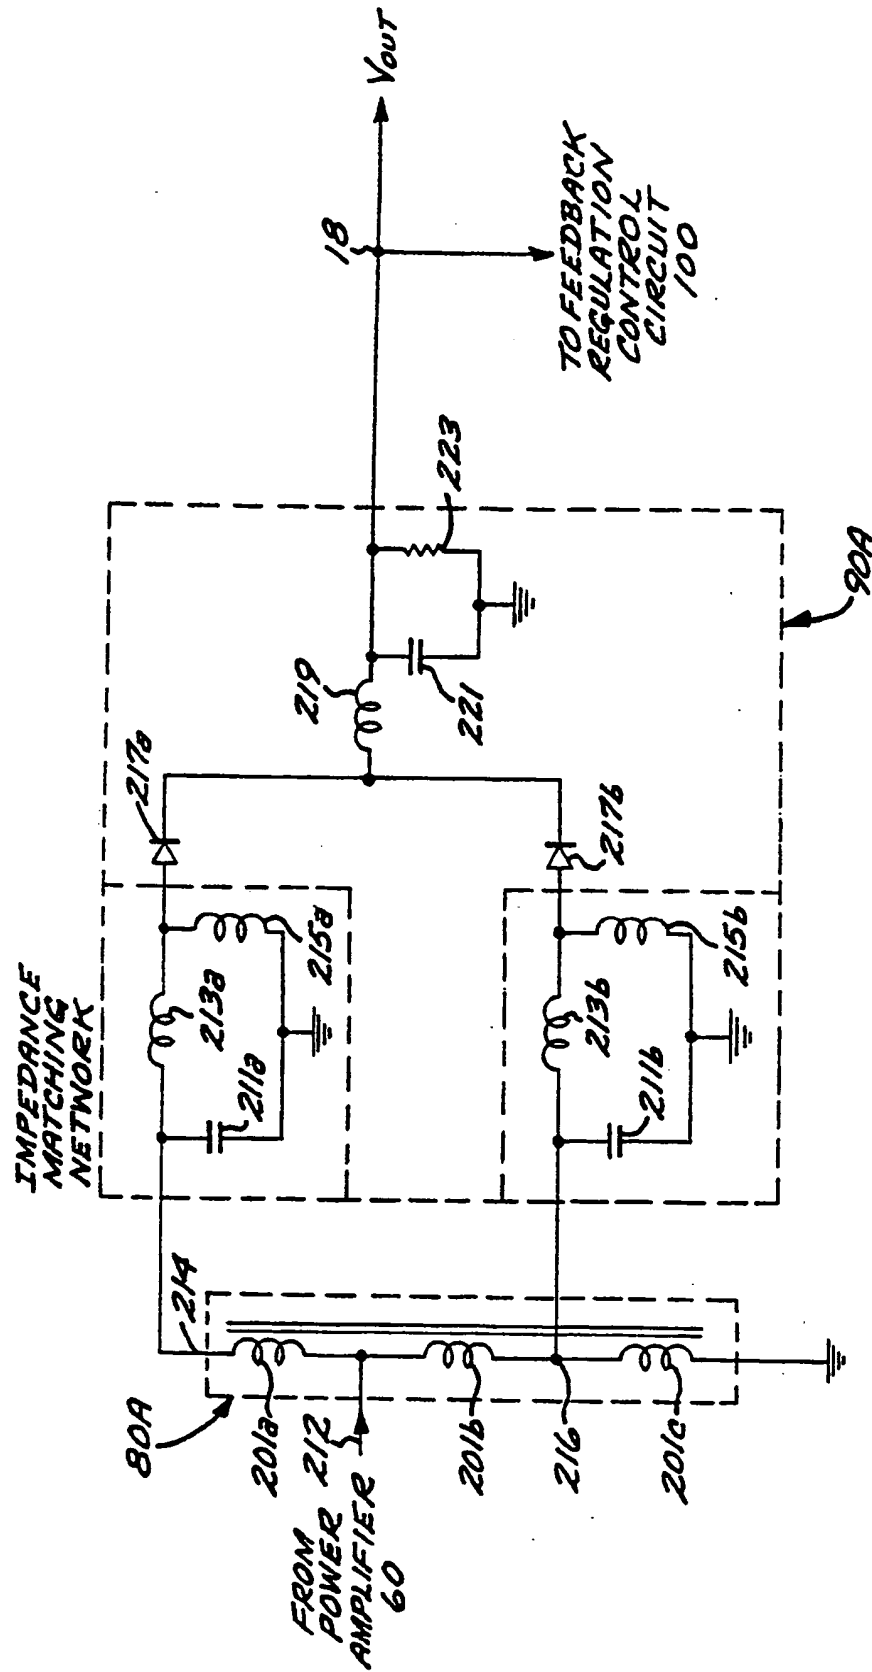 IMPEDANCE
MATCHING
NETWORK
217a
219
18
VOUT
80A
214
211a
213a
215a
221
223
TO FEEDBACK
REGULATION
CONTROL
CIRCUIT
100
201a
FROM
POWER
AMPLIFIER
60
212
201b
216
201c
211b
213b
215b
217b
90A